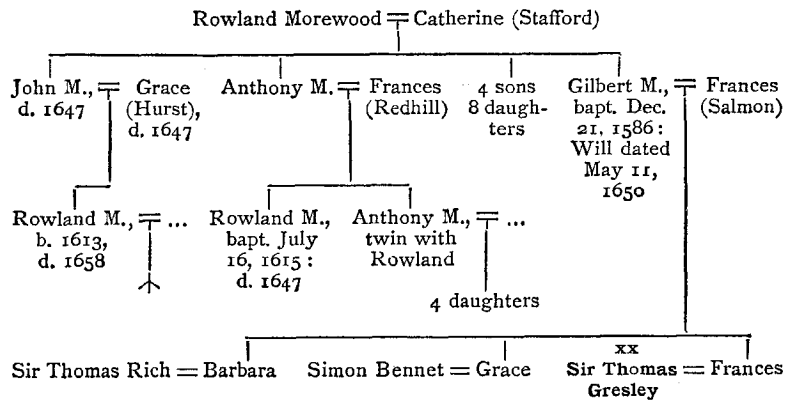 Rowland Morewood = Catherine (Stafford)
John M., = Grace Anthony M. = Frances 4 sons Gilbert M., = Frances
d. 1647 (Hurst), (Redhill) 8 daugh- bapt. Dec. (Salmon)
d. 1647 ters 21, 1586:
Will dated
May 11,
1650
Rowland M., = ... Rowland M., Anthony M., = ...
b. 1613, bapt. July twin with
d. 1658 16, 1615: Rowland
d. 1647
4 daughters
xx
Sir Thomas Rich = Barbara Simon Bennet = Grace Sir Thomas = Frances
Gresley